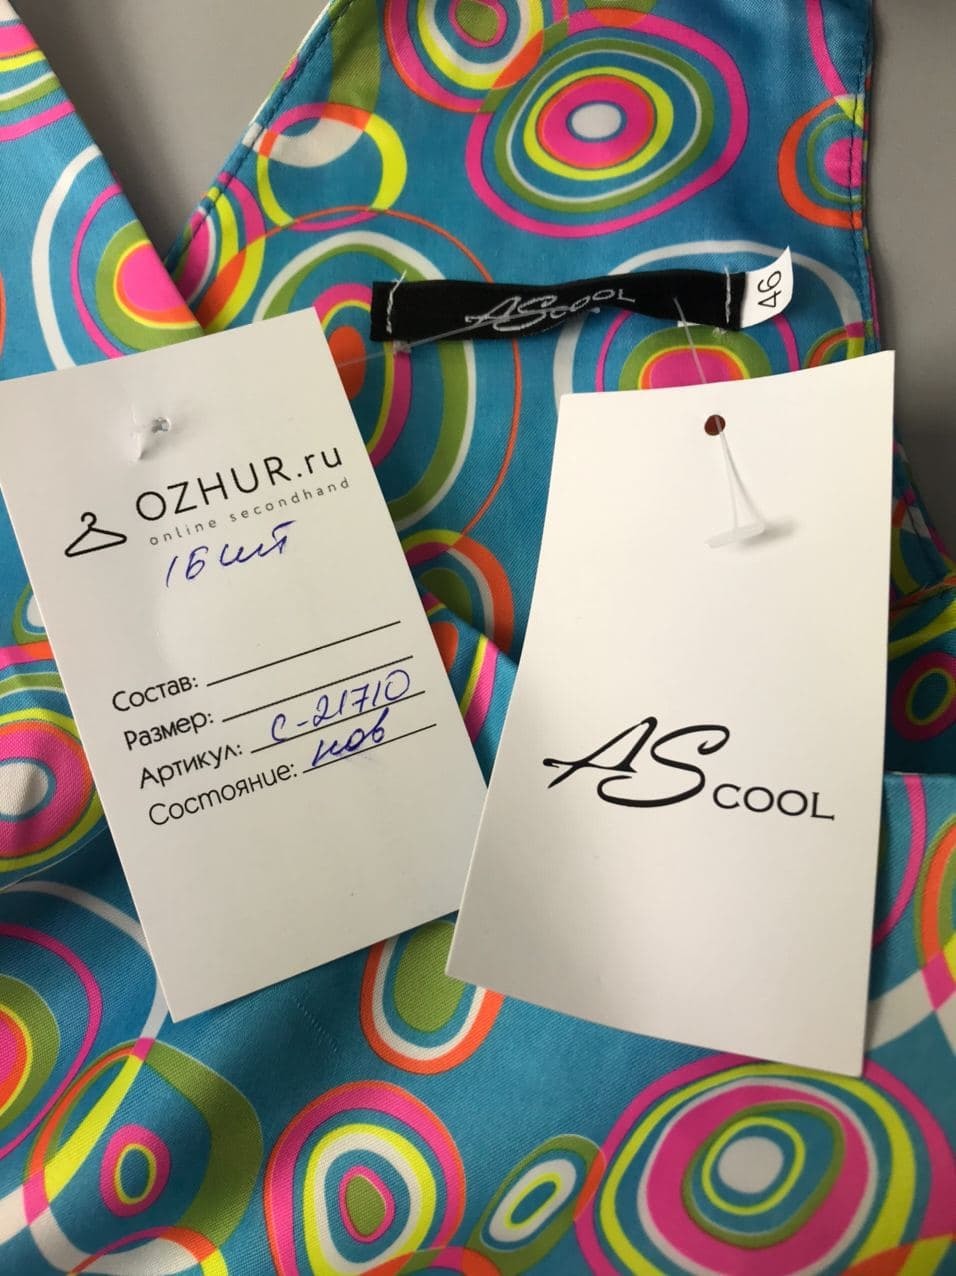 AS COOL
46
OZHUR.ru
online secondhand
16 шт
Состав:
Размер:
Артикул: С-21710
Состояние: нов
AS COOL